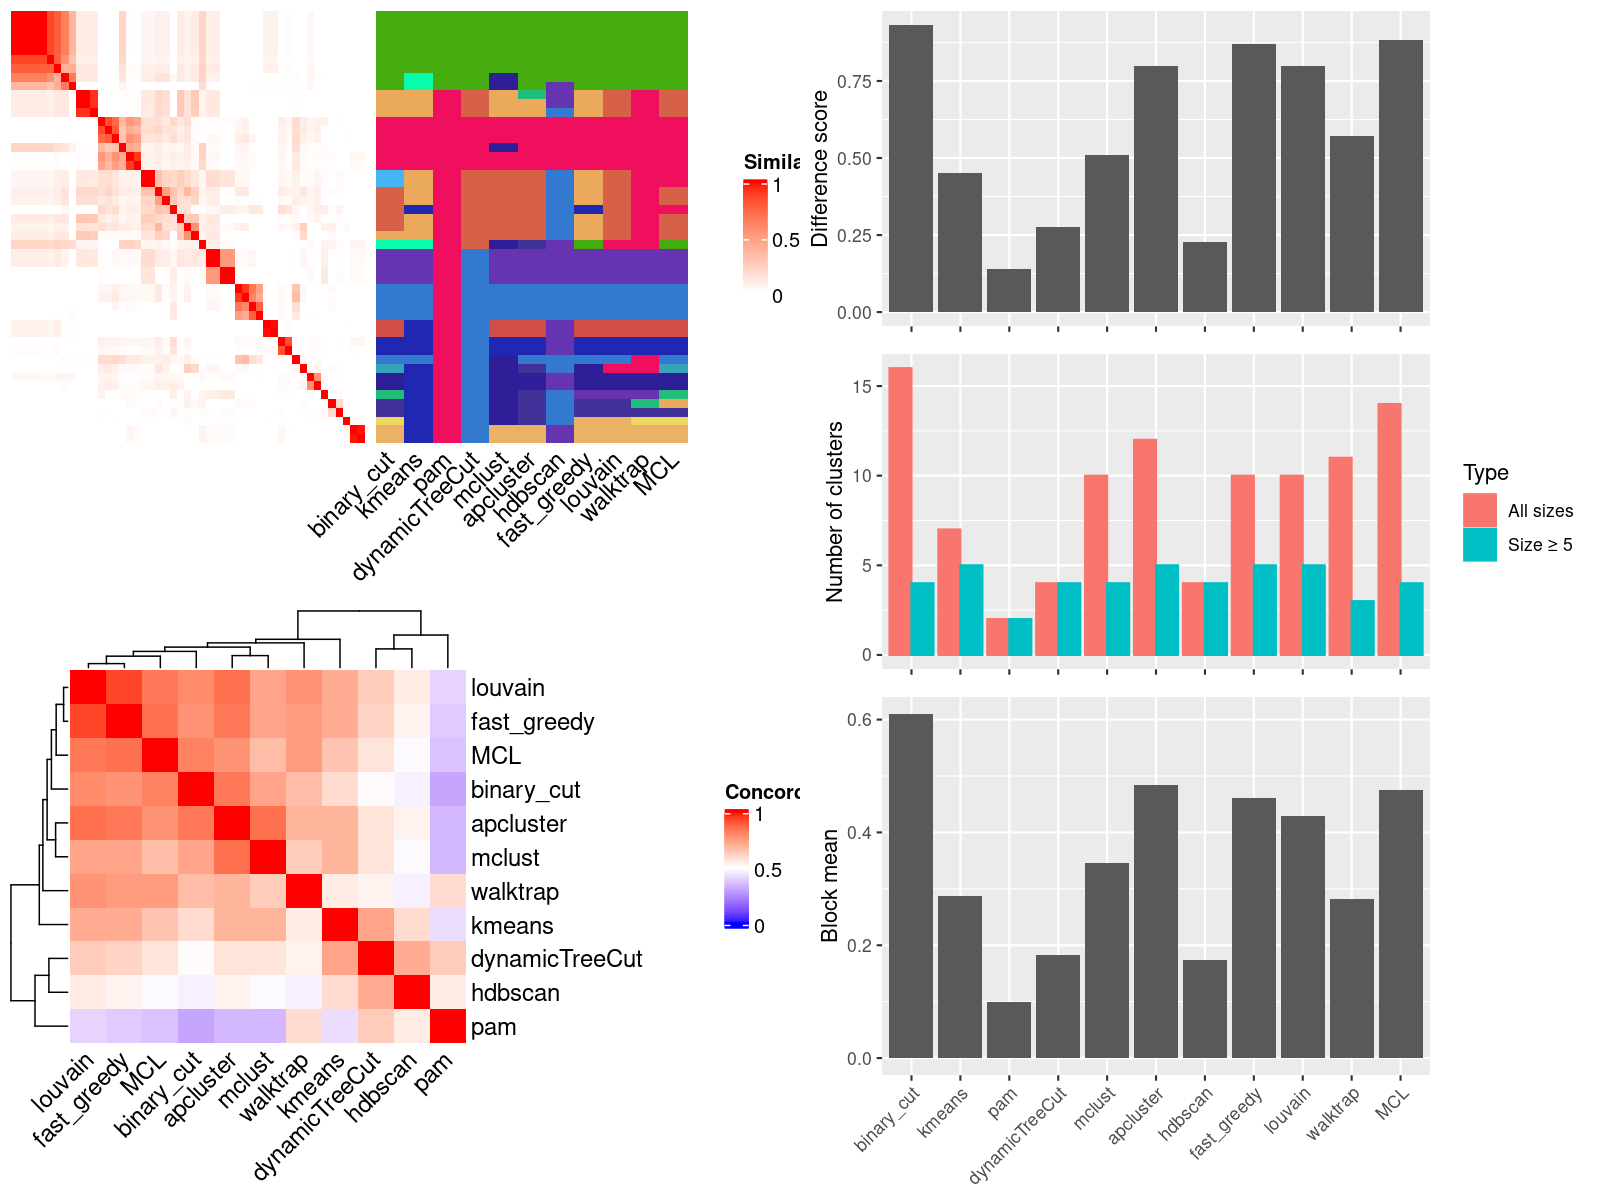 Simila
1
0.5
0
binary_cut
kmeans
pam
dynamicTreeCut
mclust
apcluster
hdbscan
fast_greedy
louvain
walktrap
MCL
louvain
fast_greedy
MCL
binary_cut
apcluster
mclust
walktrap
kmeans
dynamicTreeCut
hdbscan
pam
Concord
1
0.5
0
louvain
fast_greedy
MCL
binary_cut
apcluster
mclust
walktrap
kmeans
dynamicTreeCut
hdbscan
pam
Difference score
0.75
0.50
0.25
0.00
Number of clusters
15
10
5
0
Type
All sizes
Size ≥ 5
Block mean
0.6
0.4
0.2
0.0
binary_cut
kmeans
pam
dynamicTreeCut
mclust
apcluster
hdbscan
fast_greedy
louvain
walktrap
MCL